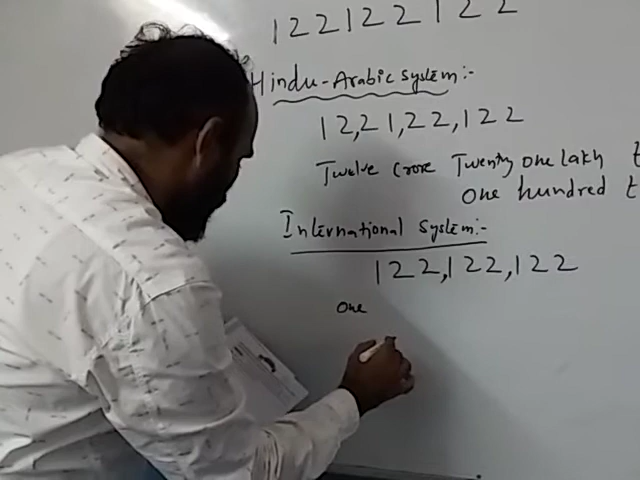 122122122
Hindu-Arabic System:-
12,21,22,122
Twelve Crore Twenty one lakh t
One hundred t
International System:-
122,122,122
One